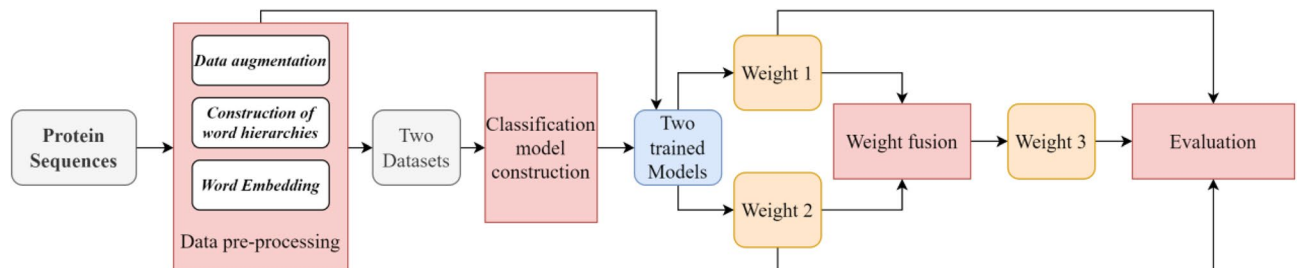 Protein
Sequences
Data augmentation
Construction of
word hierarchies
Word Embedding
Data pre-processing
Two
Datasets
Classification
model
construction
Two
trained
Models
Weight 1
Weight 2
Weight fusion
Weight 3
Evaluation